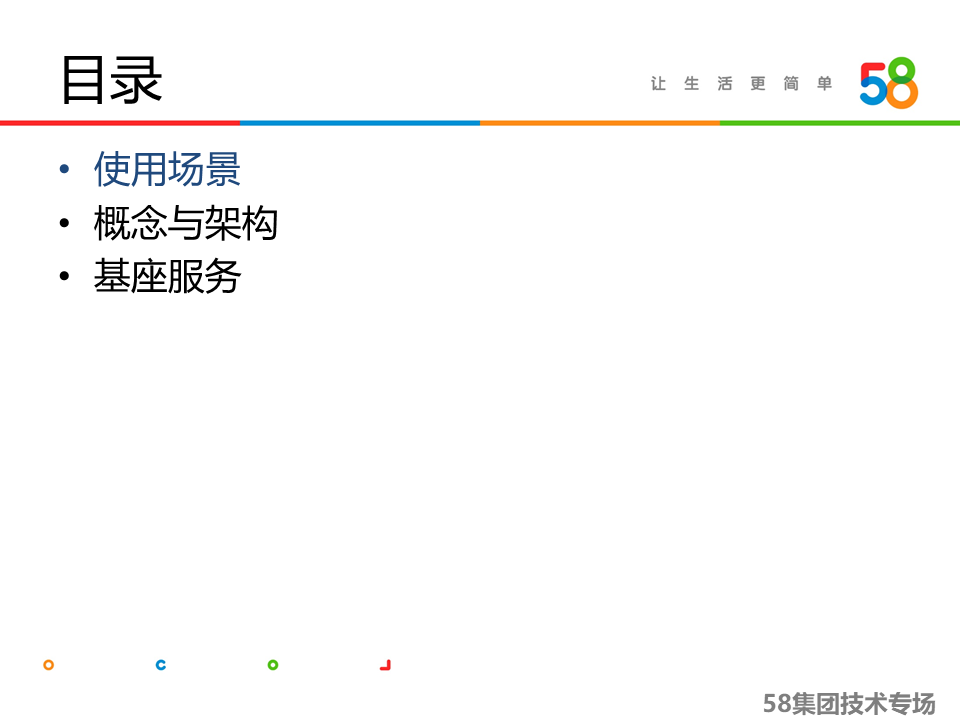 目录
让生活更简单
58
• 使用场景
• 概念与架构
• 基座服务
58集团技术专场